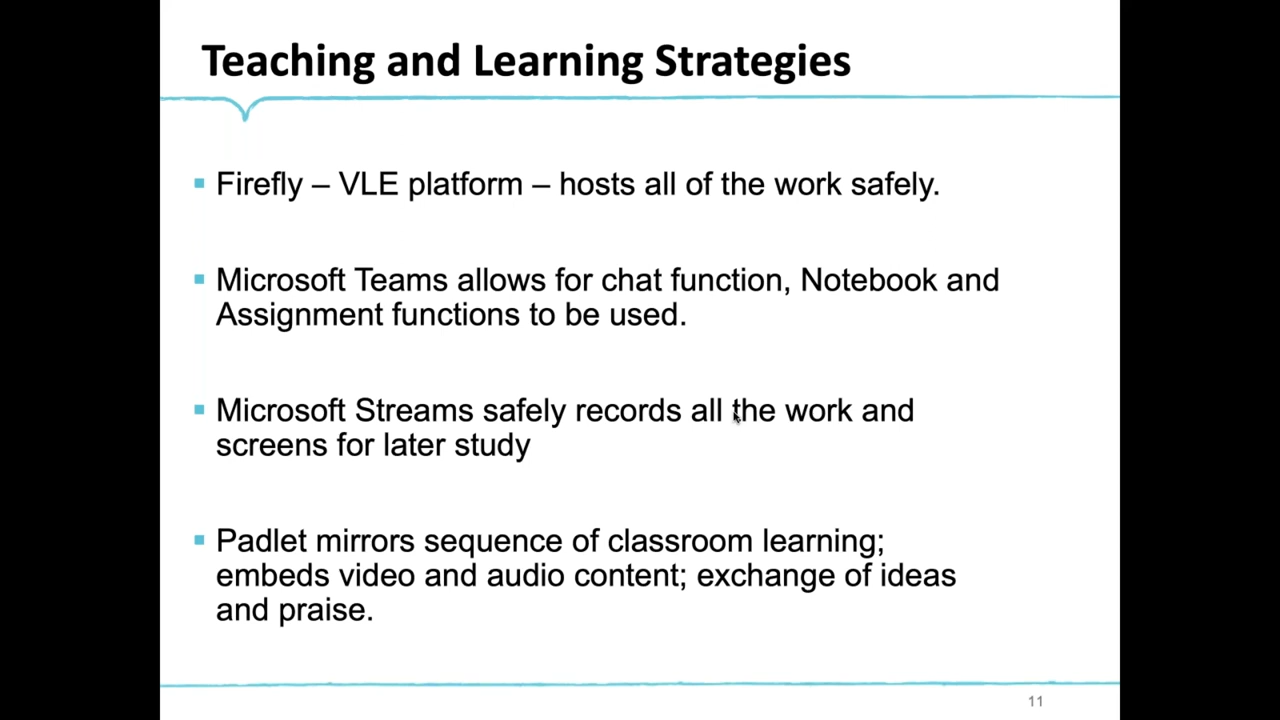 Teaching and Learning Strategies
▪ Firefly – VLE platform – hosts all of the work safely.
▪ Microsoft Teams allows for chat function, Notebook and
Assignment functions to be used.
▪ Microsoft Streams safely records all the work and
screens for later study
▪ Padlet mirrors sequence of classroom learning;
embeds video and audio content; exchange of ideas
and praise.
11